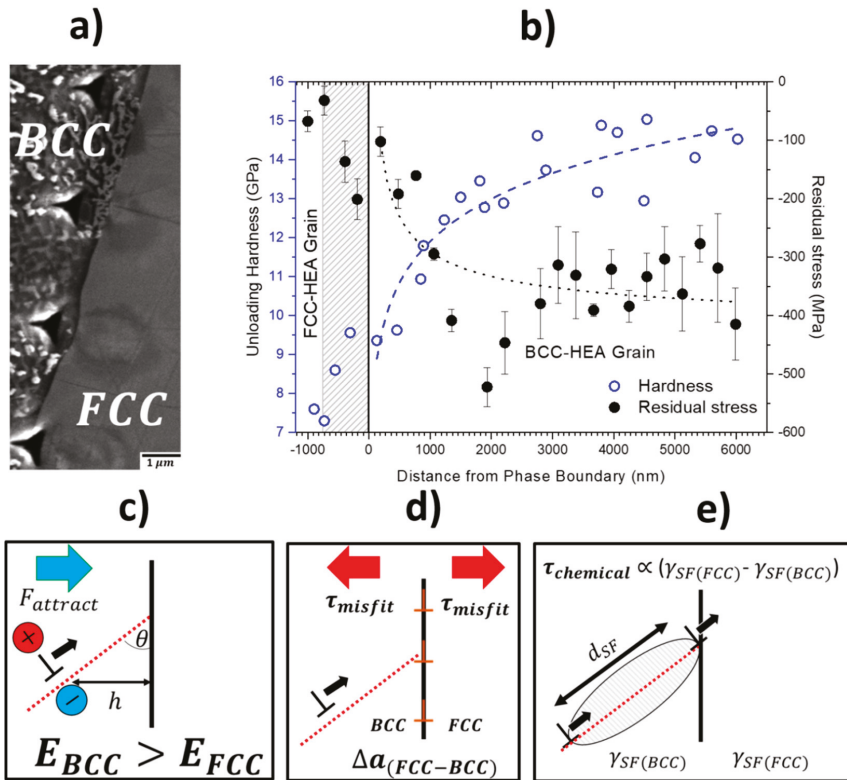 a)
BCC
FCC
1 μm
b)
16
15
14
13
12
11
10
9
8
7
Unloading Hardness (GPa)
0
-100
-200
-300
-400
-500
-600
Residual stress (MPa)
FCC-HEA Grain
BCC-HEA Grain
Hardness
Residual stress
-1000 0 1000 2000 3000 4000 5000 6000
Distance from Phase Boundary (nm)
c)
F_attract
+
θ
−
h
E_BCC > E_FCC
d)
τ_misfit τ_misfit
BCC FCC
Δa_(FCC−BCC)
e)
τ_chemical ∝ (γ_SF(FCC)- γ_SF(BCC))
d_SF
γ_SF(BCC) γ_SF(FCC)